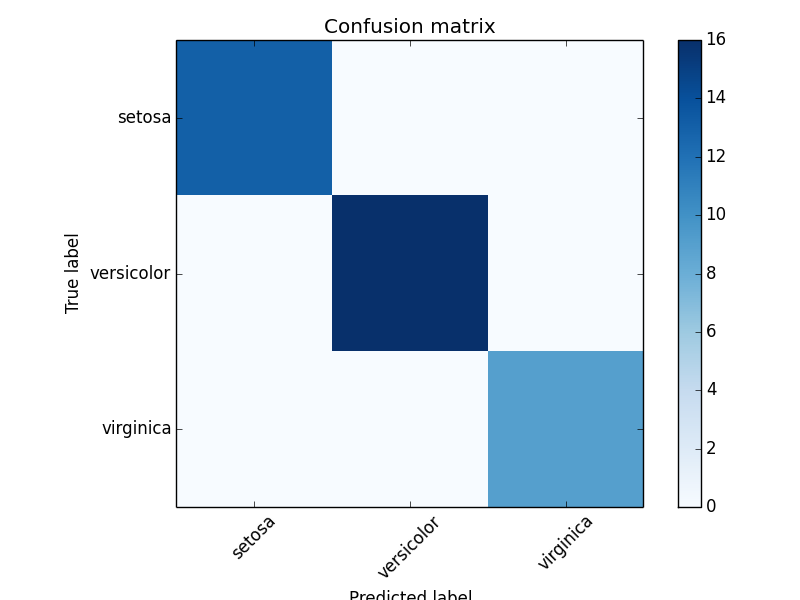 Confusion matrix
setosa
versicolor
virginica
True label
setosa
versicolor
virginica
Predicted label
16
14
12
10
8
6
4
2
0